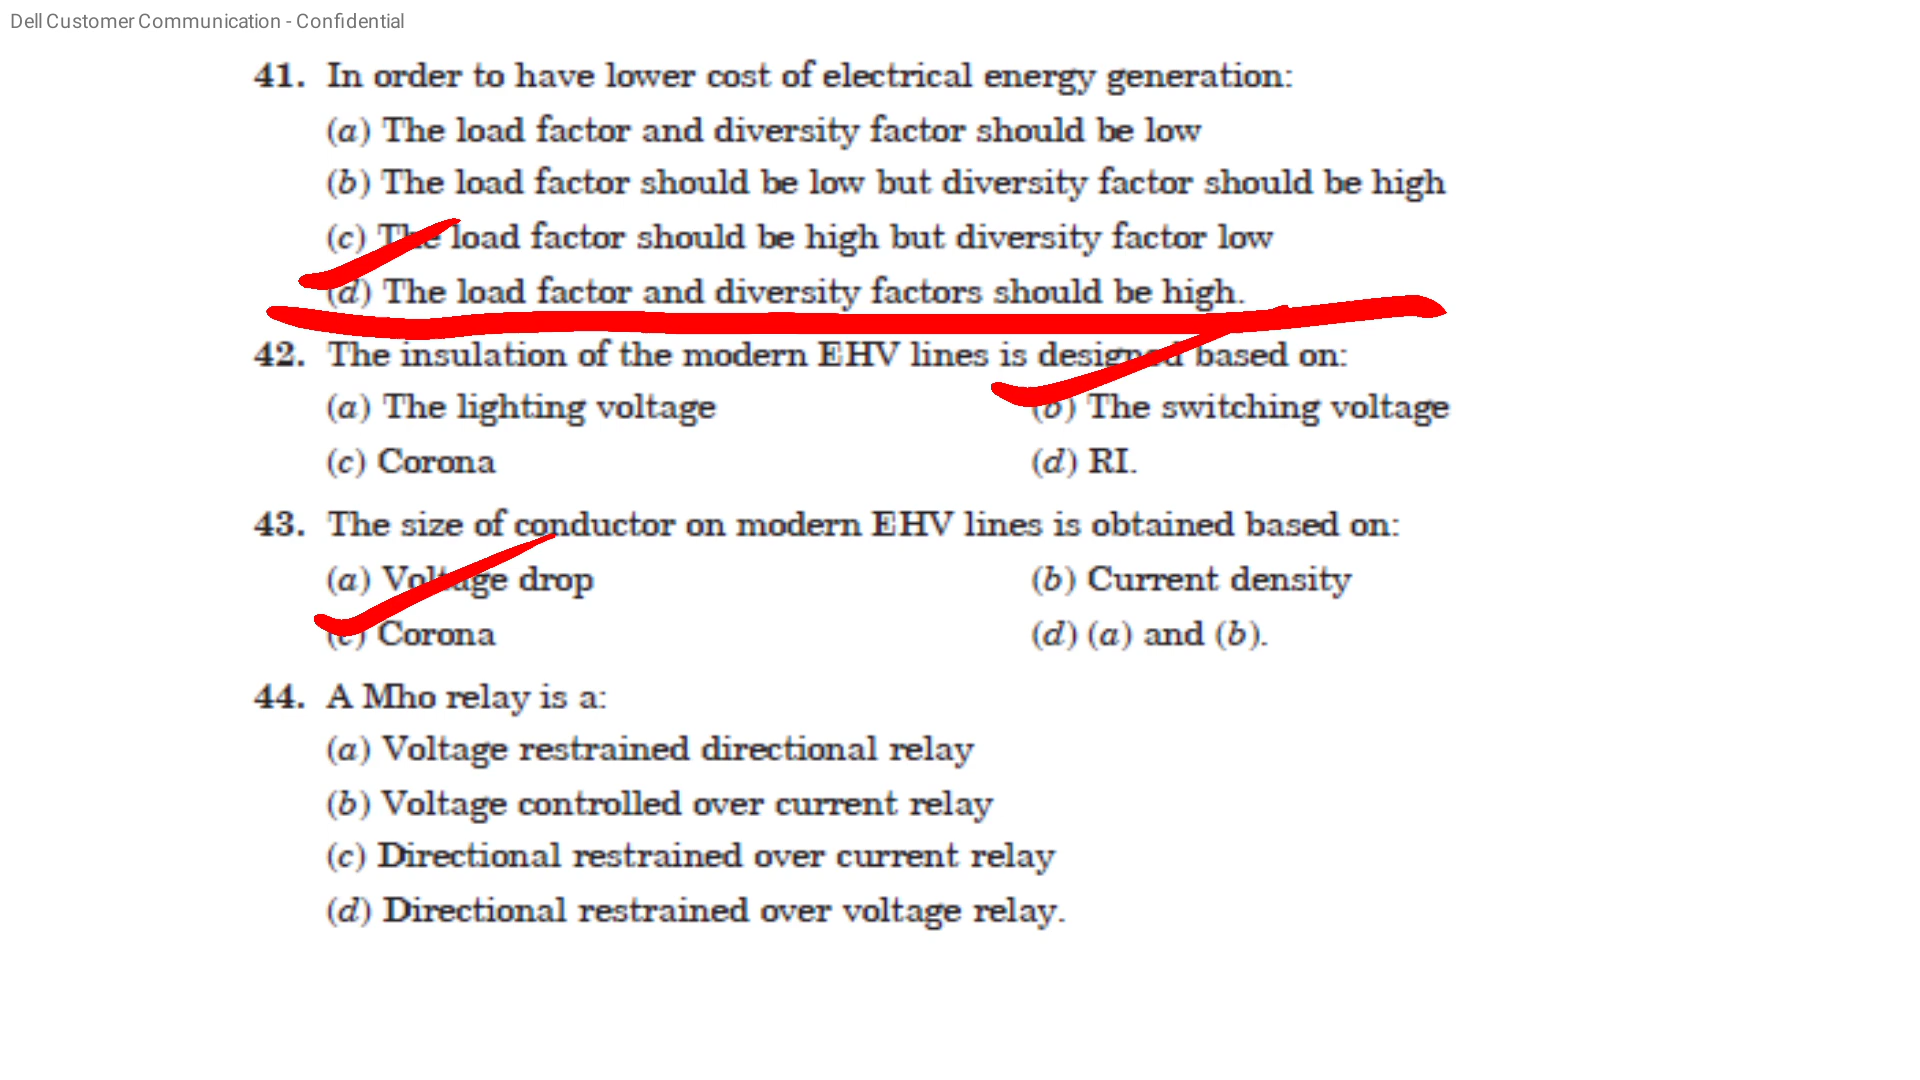 Dell Customer Communication - Confidential
41. In order to have lower cost of electrical energy generation:
(a) The load factor and diversity factor should be low
(b) The load factor should be low but diversity factor should be high
(c) The load factor should be high but diversity factor low
(d) The load factor and diversity factors should be high.
42. The insulation of the modern EHV lines is designed based on:
(a) The lighting voltage (b) The switching voltage
(c) Corona (d) RI.
43. The size of conductor on modern EHV lines is obtained based on:
(a) Voltage drop (b) Current density
(c) Corona (d) (a) and (b).
44. A Mho relay is a:
(a) Voltage restrained directional relay
(b) Voltage controlled over current relay
(c) Directional restrained over current relay
(d) Directional restrained over voltage relay.